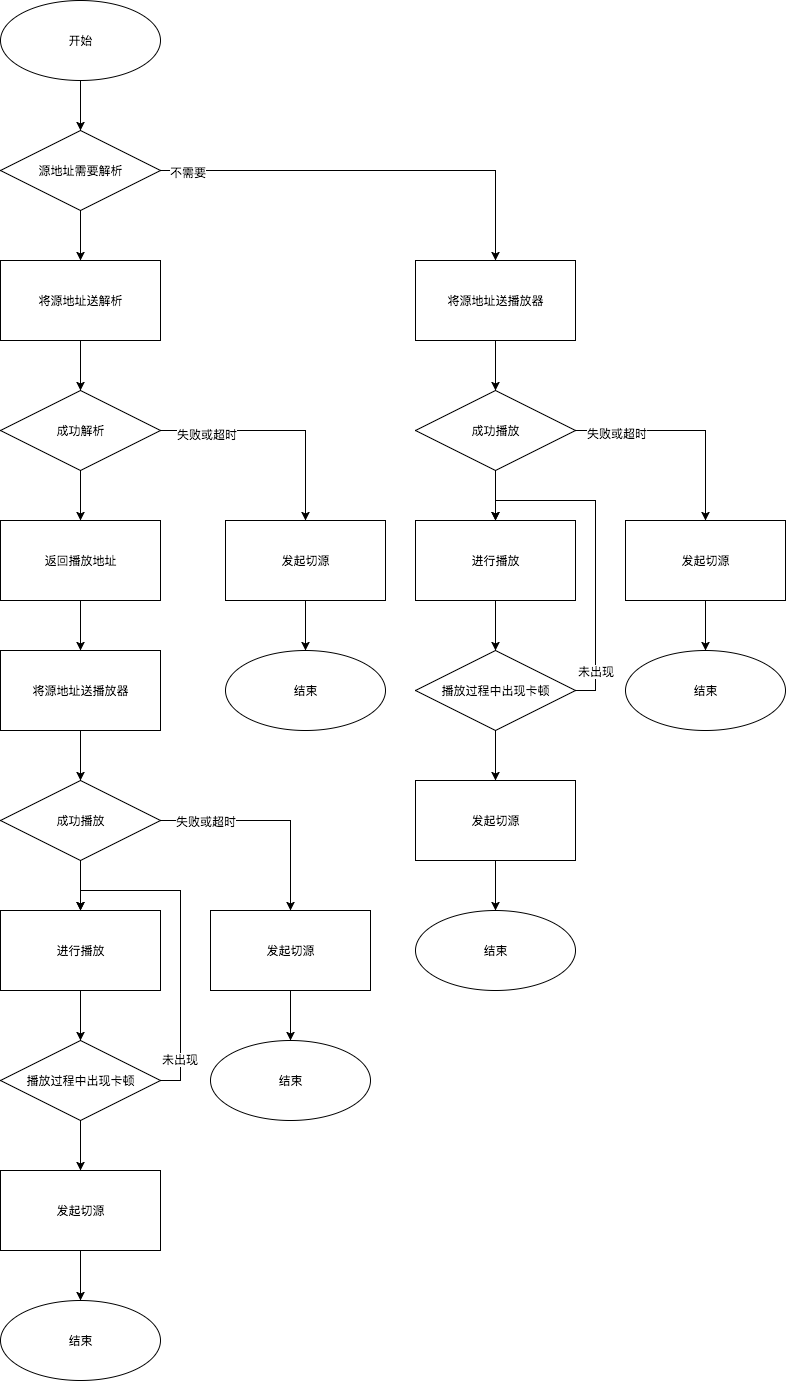 开始
源地址需要解析
不需要
将源地址送解析
将源地址送播放器
成功解析
失败或超时
成功播放
失败或超时
返回播放地址
发起切源
进行播放
发起切源
将源地址送播放器
结束
播放过程中出现卡顿
未出现
结束
成功播放
失败或超时
发起切源
进行播放
发起切源
结束
播放过程中出现卡顿
未出现
结束
发起切源
结束